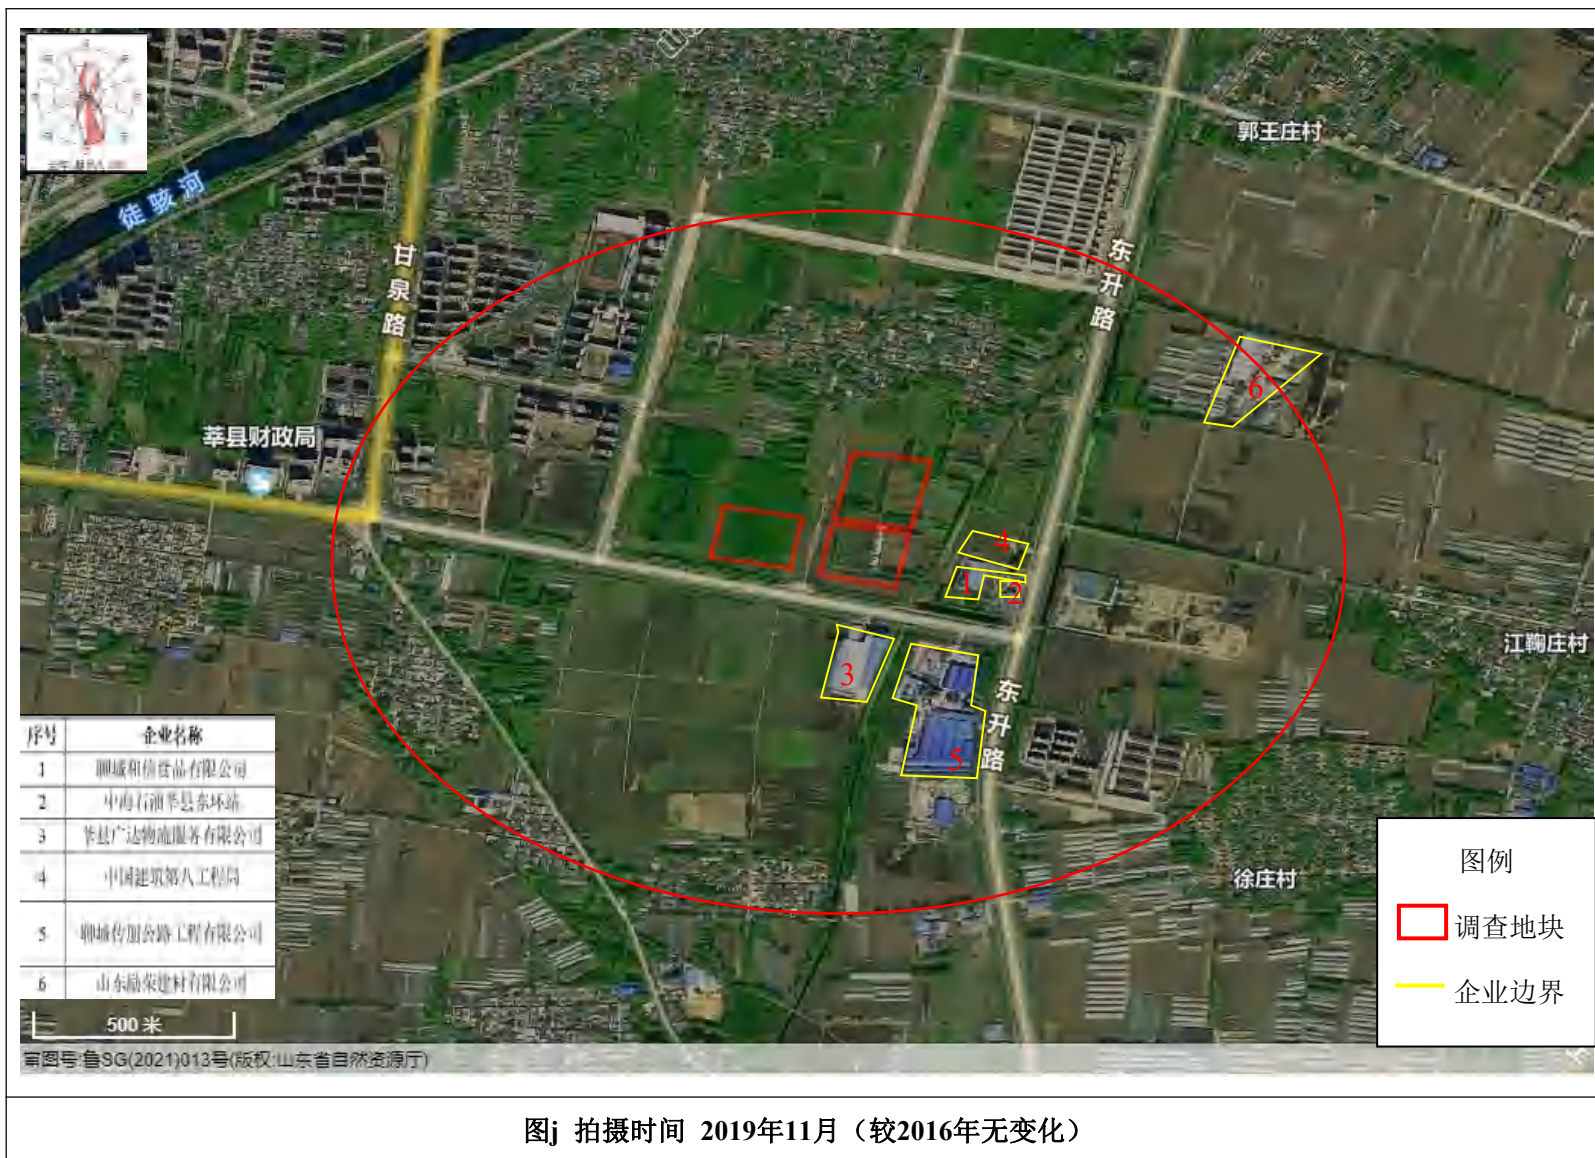 郭王庄村
徒骇河
甘泉路
东升路
6
莘县财政局
4
1
2
江鞠庄村
3
东升路
5
序号 企业名称
1 聊城和信食品有限公司
2 中海石油莘县东环站
3 莘县广达物流服务有限公司
4 中国建筑第八工程局
5 公路工程有限公司
6 山东励荣建材有限公司
徐庄村
图例
调查地块
企业边界
500 米
审图号:鲁SG(2021)013号(版权:山东省自然资源厅)
图j 拍摄时间 2019年11月（较2016年无变化）